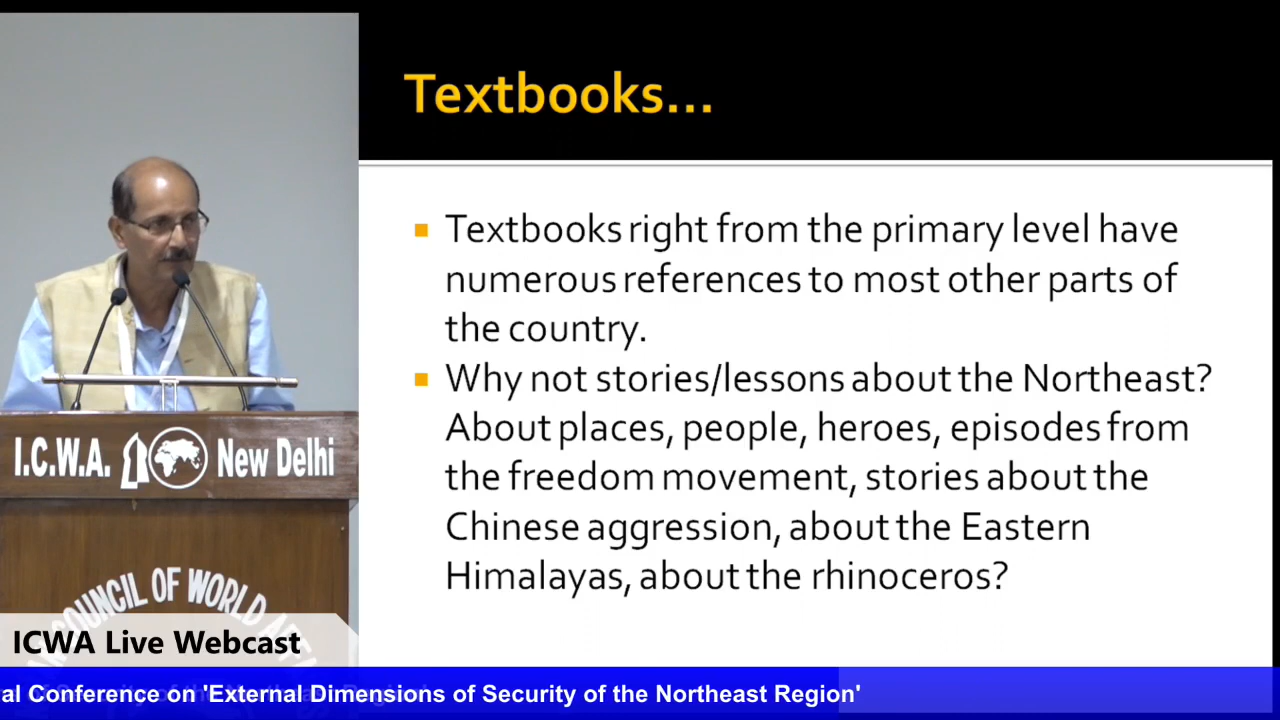 Textbooks...
Textbooks right from the primary level have
numerous references to most other parts of
the country.
Why not stories/lessons about the Northeast?
About places, people, heroes, episodes from
the freedom movement, stories about the
Chinese aggression, about the Eastern
Himalayas, about the rhinoceros?
I.C.W.A. New Delhi
COUNCIL OF WORLD
ICWA Live Webcast
al Conference on 'External Dimensions of Security of the Northeast Region'